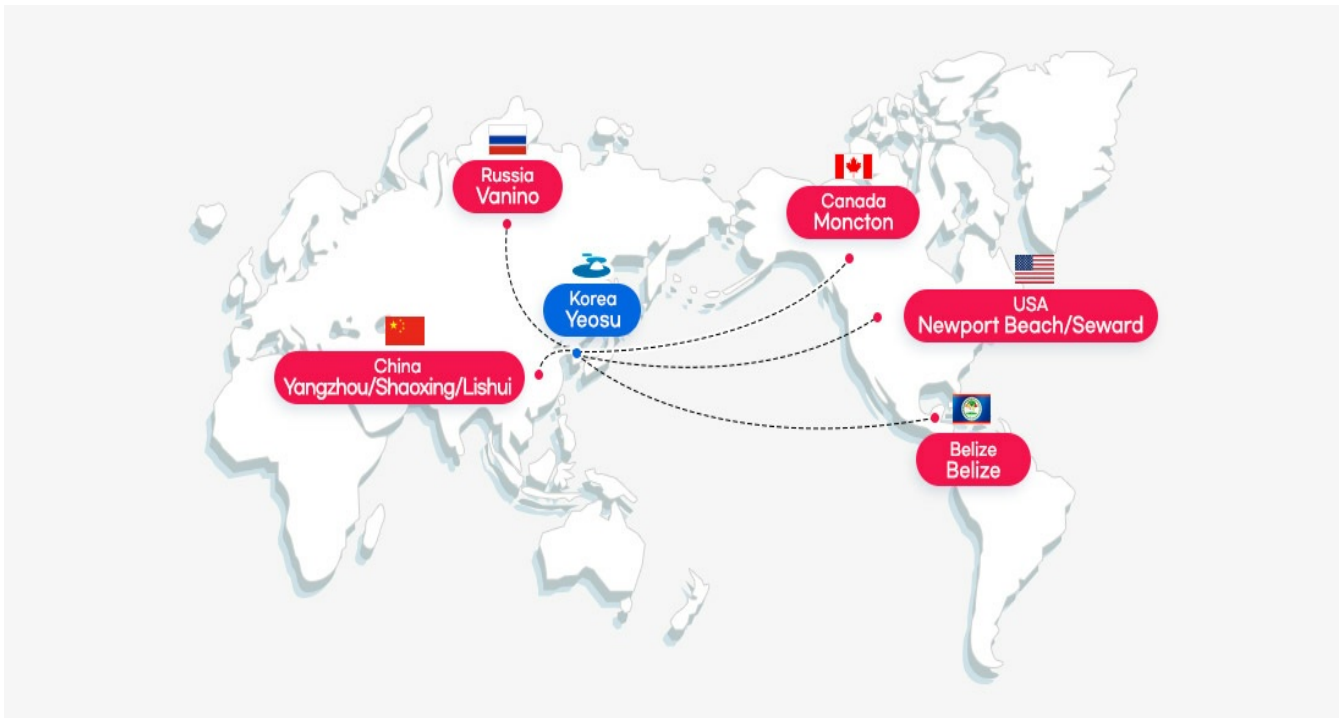 Russia
Vanino
Canada
Moncton
Korea
Yeosu
USA
Newport Beach/Seward
China
Yangzhou/Shaoxing/Lishui
Belize
Belize